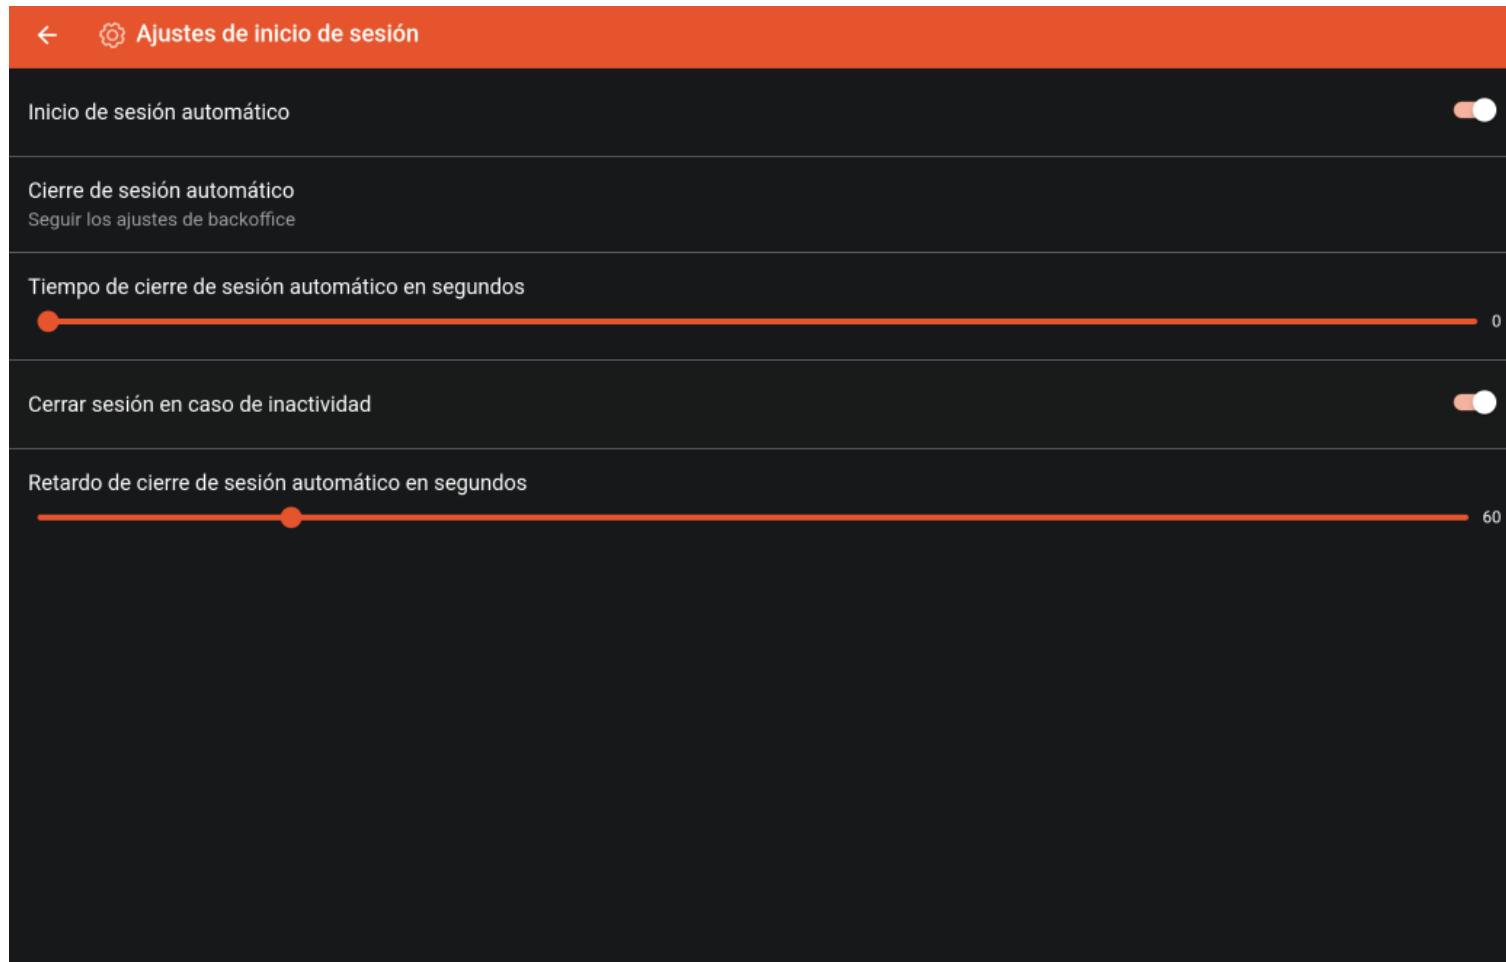 Ajustes de inicio de sesión
Inicio de sesión automático
Cierre de sesión automático
Seguir los ajustes de backoffice
Tiempo de cierre de sesión automático en segundos
0
Cerrar sesión en caso de inactividad
Retardo de cierre de sesión automático en segundos
60